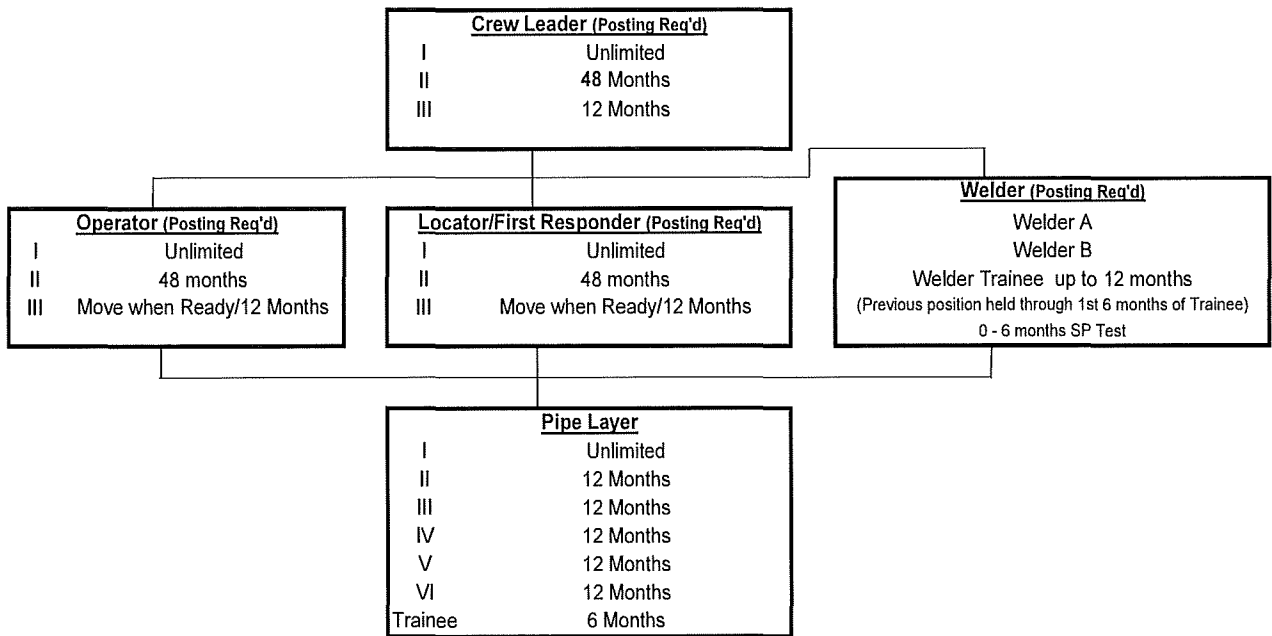 Crew Leader (Posting Req'd)
I Unlimited
II 48 Months
III 12 Months
Operator (Posting Req'd)
I Unlimited
II 48 months
III Move when Ready/12 Months
Locator/First Responder (Posting Req'd)
I Unlimited
II 48 months
III Move when Ready/12 Months
Welder (Posting Req'd)
Welder A
Welder B
Welder Trainee up to 12 months
(Previous position held through 1st 6 months of Trainee)
0 - 6 months SP Test
Pipe Layer
I Unlimited
II 12 Months
III 12 Months
IV 12 Months
V 12 Months
VI 12 Months
Trainee 6 Months